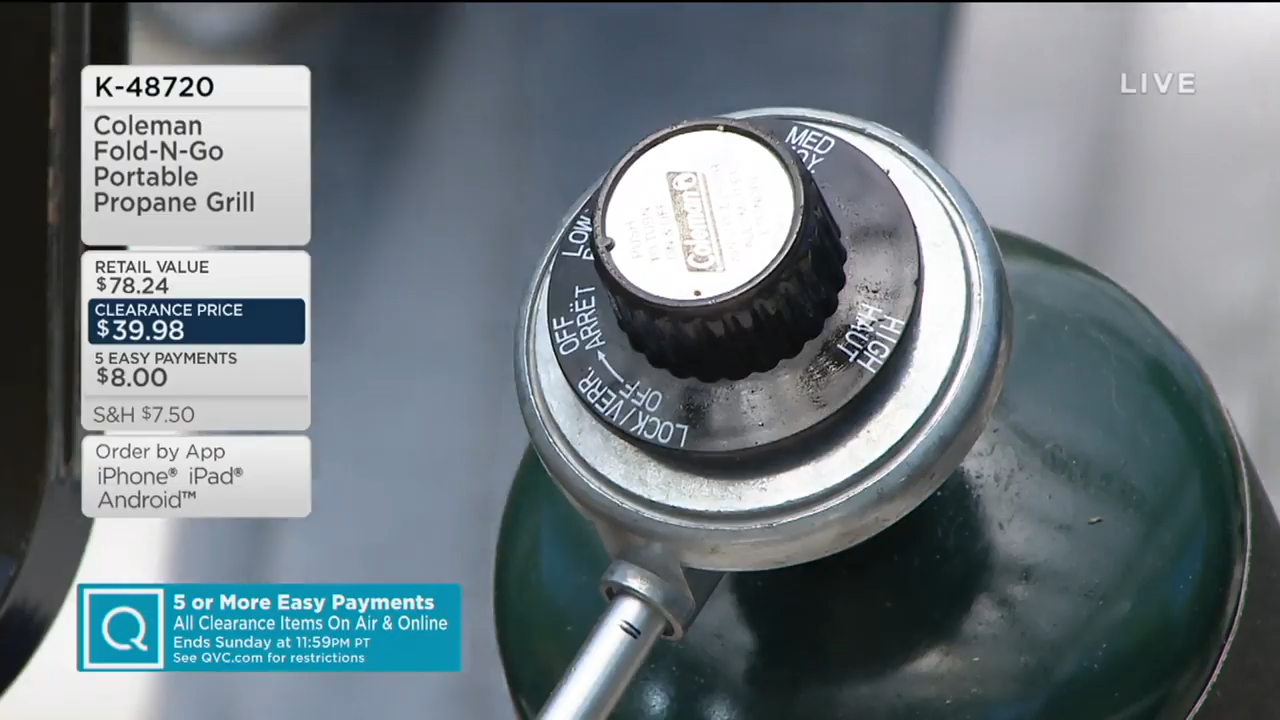 K-48720
Coleman
Fold-N-Go
Portable
Propane Grill
RETAIL VALUE
$78.24
CLEARANCE PRICE
$39.98
5 EASY PAYMENTS
$8.00
S&H $7.50
Order by App
iPhone® iPad®
Android™
5 or More Easy Payments
All Clearance Items On Air & Online
Ends Sunday at 11:59PM PT
See QVC.com for restrictions
LIVE
MED
LOW
OFF
ARRÊT
LOCK/VERR.
OFF
HIGH
HAUT
Coleman